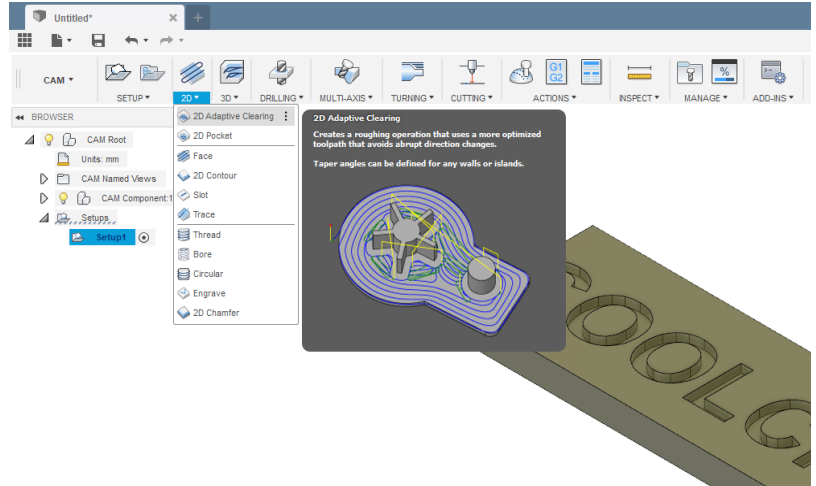 Untitled*
CAM
SETUP
2D
3D
DRILLING
MULTI-AXIS
TURNING
CUTTING
G1
G2
ACTIONS
INSPECT
%
MANAGE
ADD-INS
BROWSER
CAM Root
Units: mm
CAM Named Views
CAM Component:1
Setups
Setup1
2D Adaptive Clearing
2D Pocket
Face
2D Contour
Slot
Trace
Thread
Bore
Circular
Engrave
2D Chamfer
2D Adaptive Clearing
Creates a roughing operation that uses a more optimized
toolpath that avoids abrupt direction changes.
Taper angles can be defined for any walls or islands.